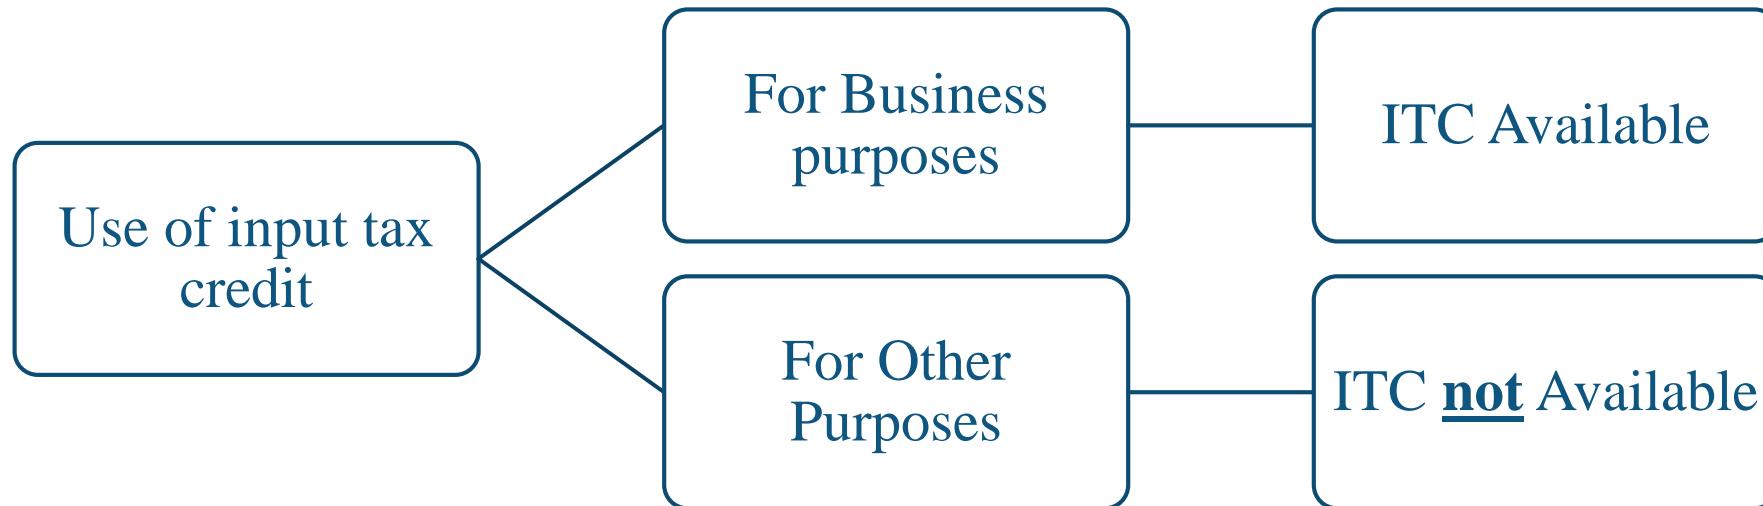 Use of input tax
credit
For Business
purposes
ITC Available
For Other
Purposes
ITC not Available